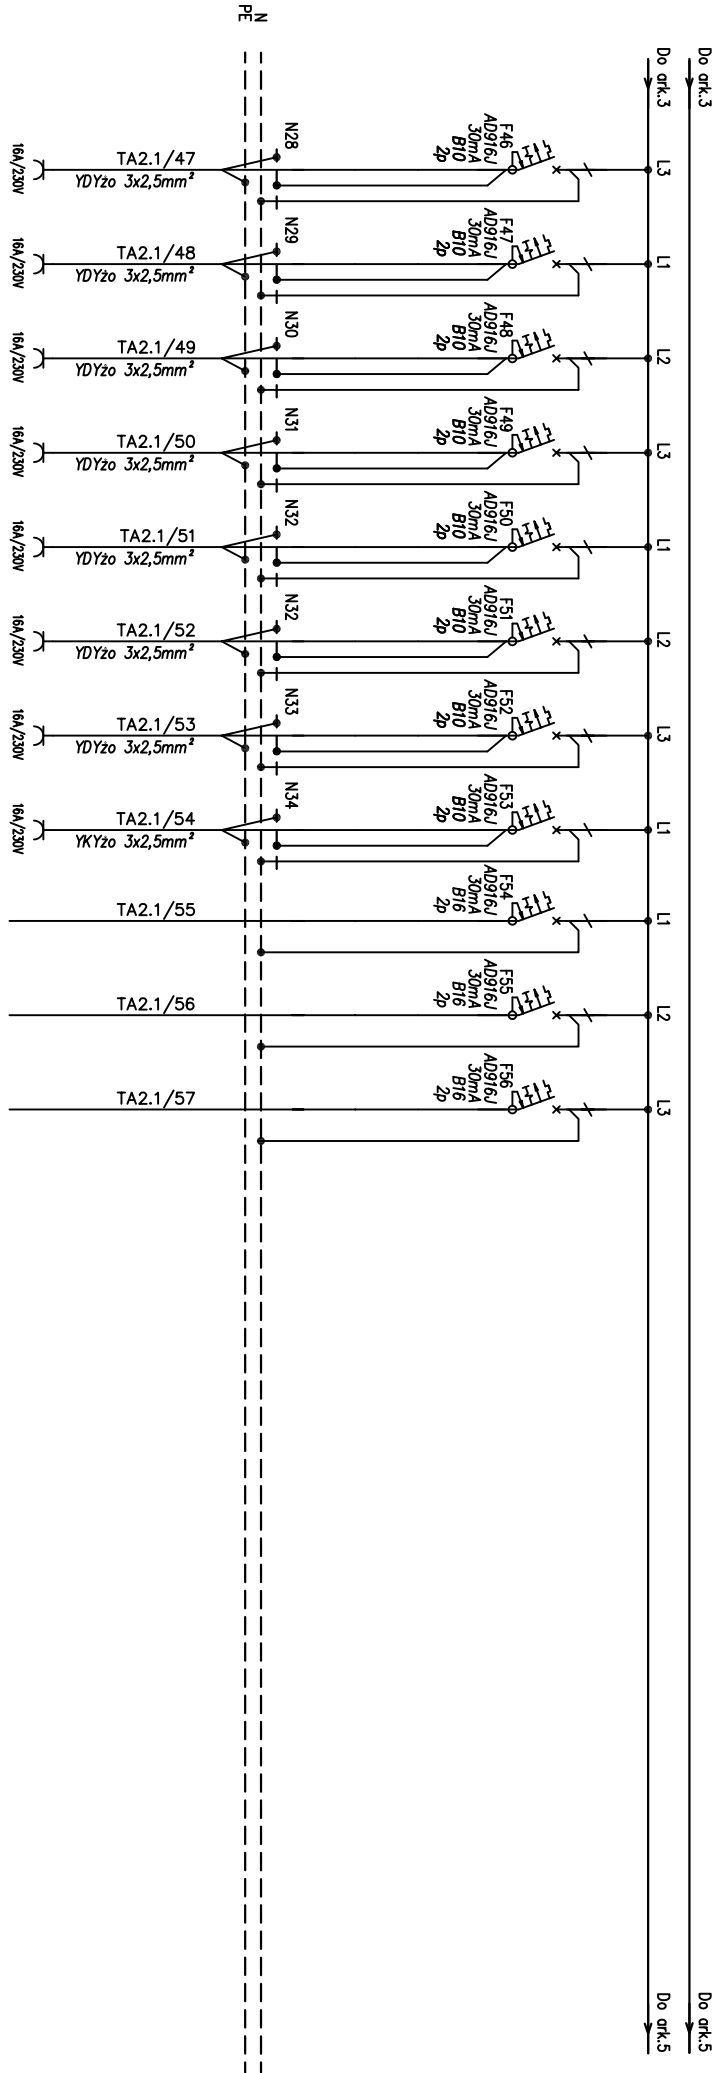 Do ark.3
Do ark.3
L3
F46
AD916J
30mA
B10
2p
N28
TA2.1/47
YDYżo 3x2,5mm²
16A/230V
L1
F47
AD916J
30mA
B10
2p
N29
TA2.1/48
YDYżo 3x2,5mm²
16A/230V
L2
F48
AD916J
30mA
B10
2p
N30
TA2.1/49
YDYżo 3x2,5mm²
16A/230V
L3
F49
AD916J
30mA
B10
2p
N31
TA2.1/50
YDYżo 3x2,5mm²
16A/230V
L1
F50
AD916J
30mA
B10
2p
N32
TA2.1/51
YDYżo 3x2,5mm²
16A/230V
L2
F51
AD916J
30mA
B10
2p
N32
TA2.1/52
YDYżo 3x2,5mm²
16A/230V
L3
F52
AD916J
30mA
B10
2p
N33
TA2.1/53
YDYżo 3x2,5mm²
16A/230V
L1
F53
AD916J
30mA
B10
2p
N34
TA2.1/54
YKYżo 3x2,5mm²
16A/230V
L1
F54
AD916J
30mA
B16
2p
TA2.1/55
L2
F55
AD916J
30mA
B16
2p
TA2.1/56
L3
F56
AD916J
30mA
B16
2p
TA2.1/57
N
PE
Do ark.5
Do ark.5